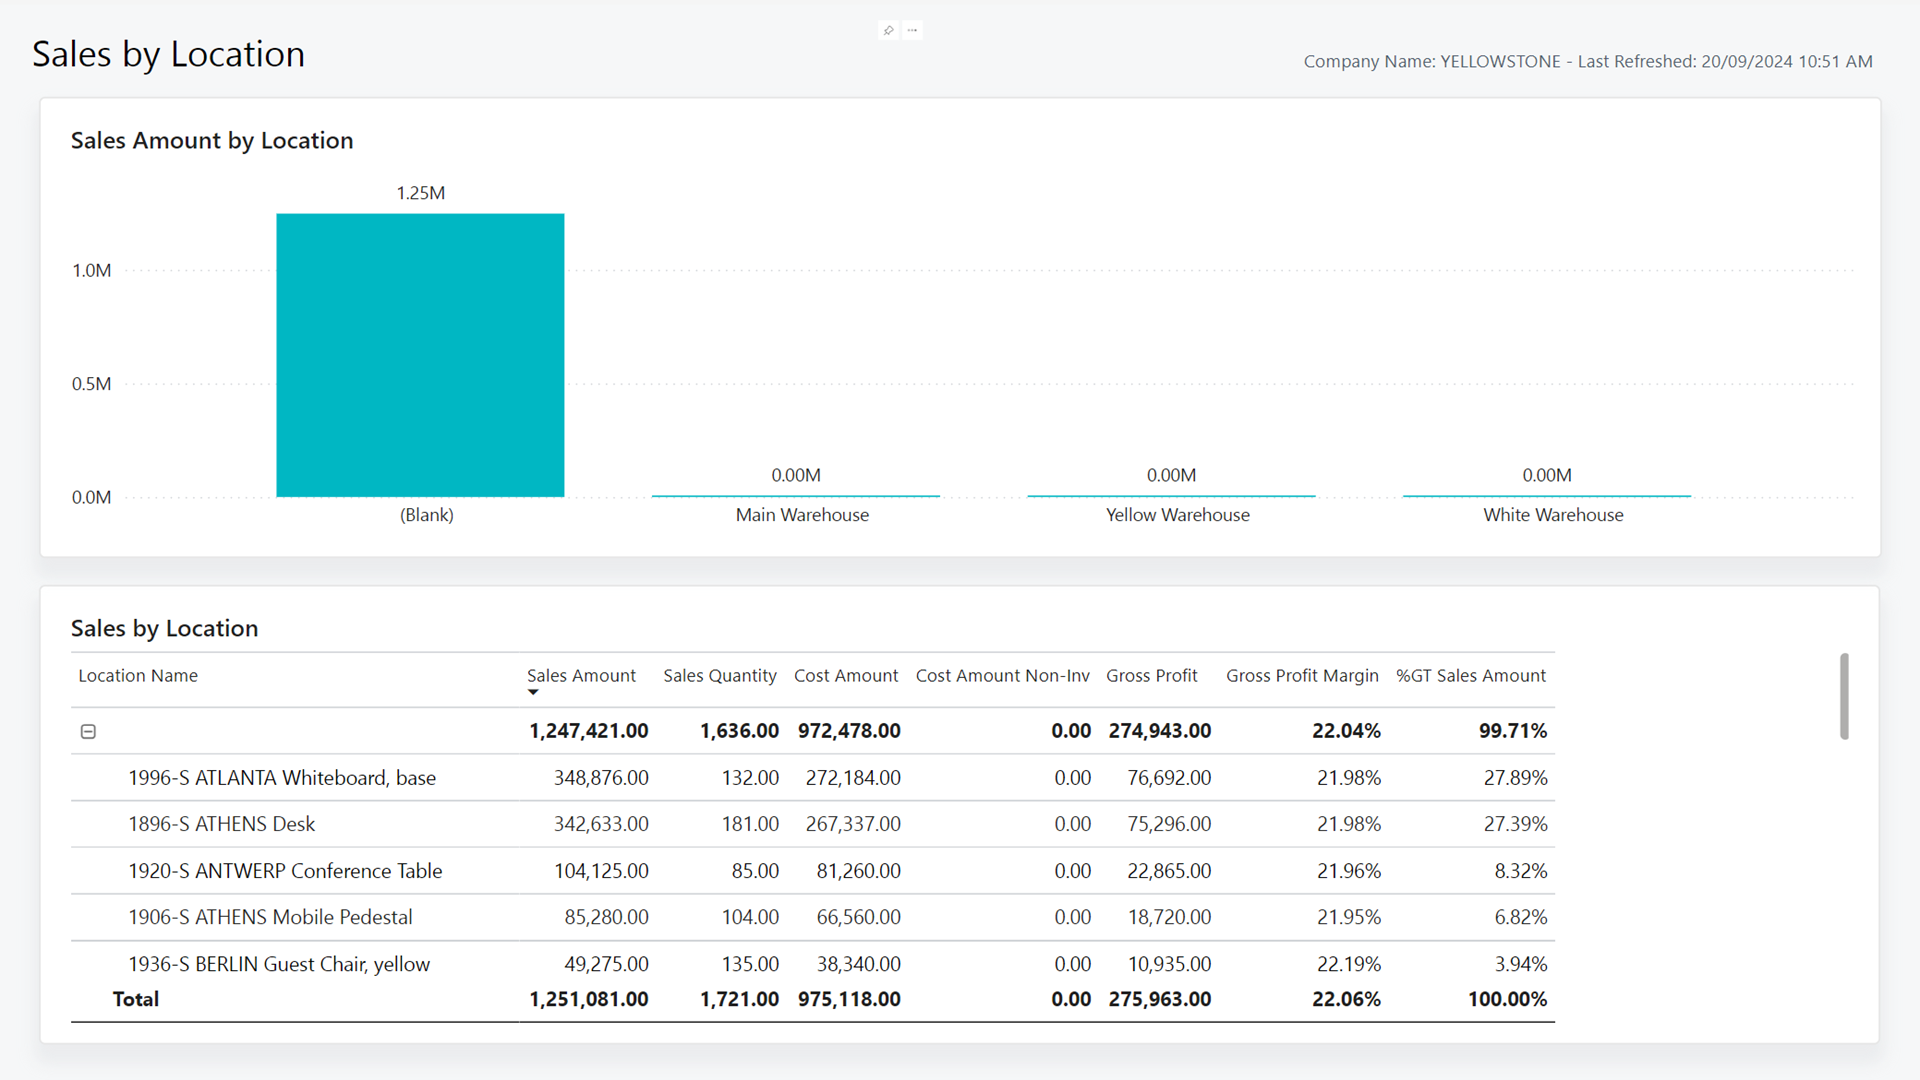 Sales by Location
Company Name: YELLOWSTONE - Last Refreshed: 20/09/2024 10:51 AM
Sales Amount by Location
1.25M
1.0M
0.5M
0.00M 0.00M 0.00M
0.0M
(Blank) Main Warehouse Yellow Warehouse White Warehouse
Sales by Location
Location Name Sales Amount Sales Quantity Cost Amount Cost Amount Non-Inv Gross Profit Gross Profit Margin %GT Sales Amount
1,247,421.00 1,636.00 972,478.00 0.00 274,943.00 22.04% 99.71%
1996-S ATLANTA Whiteboard, base 348,876.00 132.00 272,184.00 0.00 76,692.00 21.98% 27.89%
1896-S ATHENS Desk 342,633.00 181.00 267,337.00 0.00 75,296.00 21.98% 27.39%
1920-S ANTWERP Conference Table 104,125.00 85.00 81,260.00 0.00 22,865.00 21.96% 8.32%
1906-S ATHENS Mobile Pedestal 85,280.00 104.00 66,560.00 0.00 18,720.00 21.95% 6.82%
1936-S BERLIN Guest Chair, yellow 49,275.00 135.00 38,340.00 0.00 10,935.00 22.19% 3.94%
Total 1,251,081.00 1,721.00 975,118.00 0.00 275,963.00 22.06% 100.00%